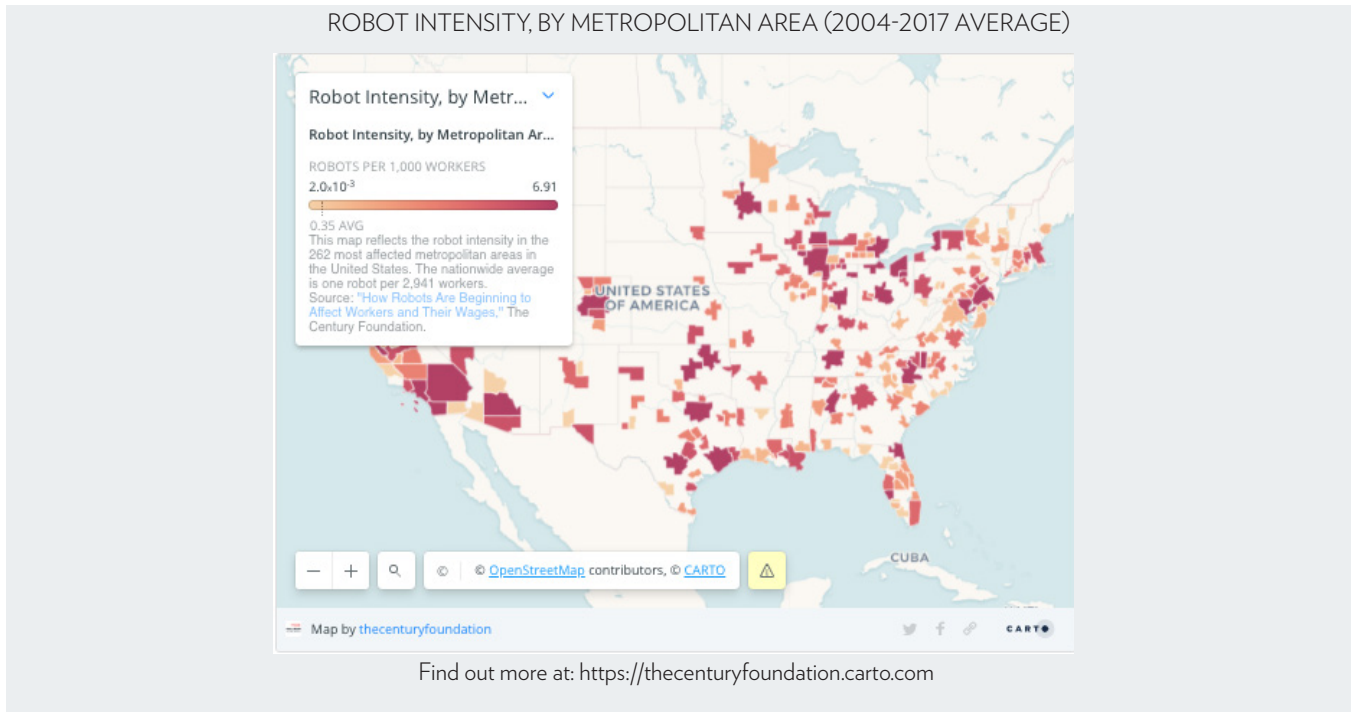 ROBOT INTENSITY, BY METROPOLITAN AREA (2004-2017 AVERAGE)
Robot Intensity, by Metr...
Robot Intensity, by Metropolitan Ar...
ROBOTS PER 1,000 WORKERS
2.0x10-3 6.91
0.35 AVG
This map reflects the robot intensity in the
262 most affected metropolitan areas in
the United States. The nationwide average
is one robot per 2,941 workers.
Source: "How Robots Are Beginning to
Affect Workers and Their Wages," The
Century Foundation.
UNITED STATES
OF AMERICA
CUBA
© © OpenStreetMap contributors, © CARTO
Map by thecenturyfoundation
CARTO
Find out more at: https://thecenturyfoundation.carto.com